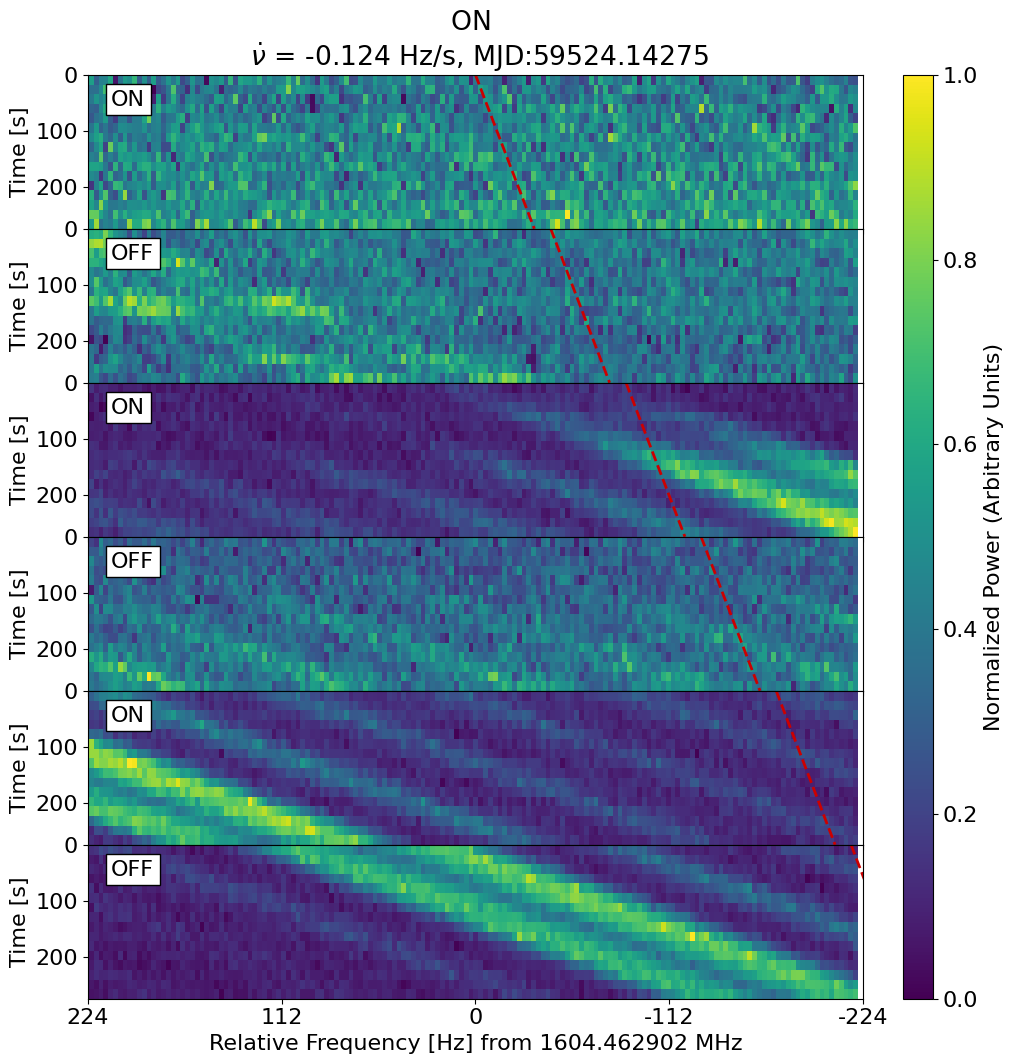 ON
ν̇ = -0.124 Hz/s, MJD:59524.14275
0
100
200
Time [s]
ON
0
100
200
Time [s]
OFF
0
100
200
Time [s]
ON
0
100
200
Time [s]
OFF
0
100
200
Time [s]
ON
0
100
200
Time [s]
OFF
224 112 0 -112 -224
Relative Frequency [Hz] from 1604.462902 MHz
1.0
0.8
0.6
0.4
0.2
0.0
Normalized Power (Arbitrary Units)